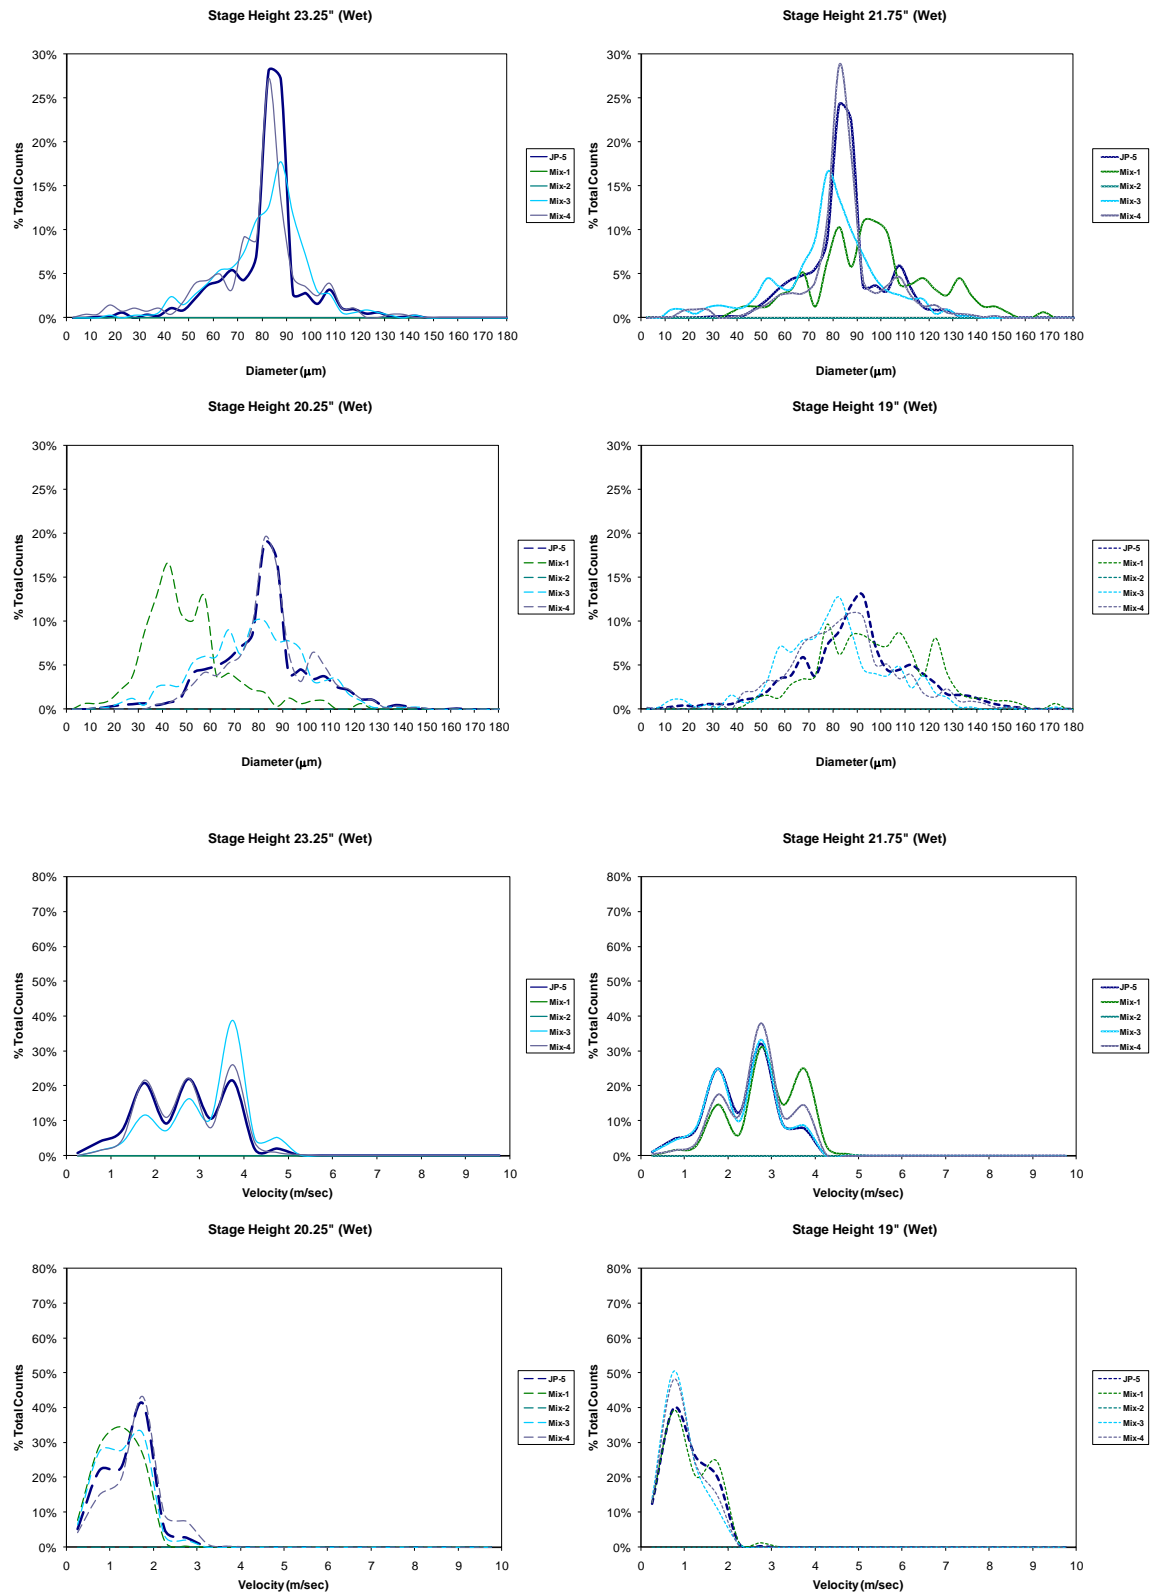 Stage Height 23.25" (Wet)
30%
25%
20%
15%
10%
5%
0%
% Total Counts
0 10 20 30 40 50 60 70 80 90 100 110 120 130 140 150 160 170 180
Diameter (μm)
JP-5
Mix-1
Mix-2
Mix-3
Mix-4
Stage Height 21.75" (Wet)
30%
25%
20%
15%
10%
5%
0%
% Total Counts
0 10 20 30 40 50 60 70 80 90 100 110 120 130 140 150 160 170 180
Diameter (μm)
JP-5
Mix-1
Mix-2
Mix-3
Mix-4
Stage Height 20.25" (Wet)
30%
25%
20%
15%
10%
5%
0%
% Total Counts
0 10 20 30 40 50 60 70 80 90 100 110 120 130 140 150 160 170 180
Diameter (μm)
JP-5
Mix-1
Mix-2
Mix-3
Mix-4
Stage Height 19" (Wet)
30%
25%
20%
15%
10%
5%
0%
% Total Counts
0 10 20 30 40 50 60 70 80 90 100 110 120 130 140 150 160 170 180
Diameter (μm)
JP-5
Mix-1
Mix-2
Mix-3
Mix-4
Stage Height 23.25" (Wet)
80%
70%
60%
50%
40%
30%
20%
10%
0%
% Total Counts
0 1 2 3 4 5 6 7 8 9 10
Velocity (m/sec)
JP-5
Mix-1
Mix-2
Mix-3
Mix-4
Stage Height 21.75" (Wet)
80%
70%
60%
50%
40%
30%
20%
10%
0%
% Total Counts
0 1 2 3 4 5 6 7 8 9 10
Velocity (m/sec)
JP-5
Mix-1
Mix-2
Mix-3
Mix-4
Stage Height 20.25" (Wet)
80%
70%
60%
50%
40%
30%
20%
10%
0%
% Total Counts
0 1 2 3 4 5 6 7 8 9 10
Velocity (m/sec)
JP-5
Mix-1
Mix-2
Mix-3
Mix-4
Stage Height 19" (Wet)
80%
70%
60%
50%
40%
30%
20%
10%
0%
% Total Counts
0 1 2 3 4 5 6 7 8 9 10
Velocity (m/sec)
JP-5
Mix-1
Mix-2
Mix-3
Mix-4